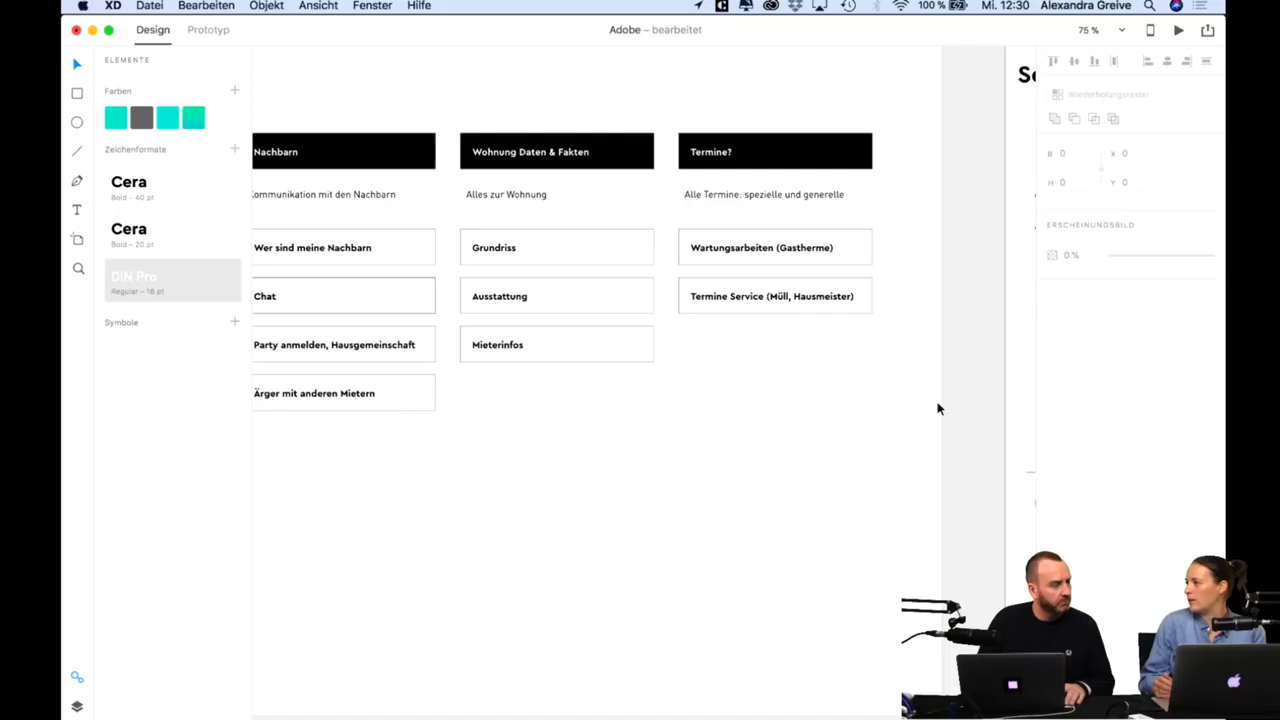 XD Datei Bearbeiten Objekt Ansicht Fenster Hilfe 100 % Mi. 12:30 Alexandra Greive
Design Prototyp Adobe – bearbeitet 75 %
ELEMENTE
Farben
Zeichenformate
Cera
Bold – 40 pt
Cera
Bold – 20 pt
DIN Pro
Regular – 16 pt
Symbole
Nachbarn
Kommunikation mit den Nachbarn
Wer sind meine Nachbarn
Chat
Party anmelden, Hausgemeinschaft
Ärger mit anderen Mietern
Wohnung Daten & Fakten
Alles zur Wohnung
Grundriss
Ausstattung
Mieterinfos
Termine?
Alle Termine: spezielle und generelle
Wartungsarbeiten (Gastherme)
Termine Service (Müll, Hausmeister)
Wiederholungsraster
B 0 X 0
H 0 Y 0
ERSCHEINUNGSBILD
0 %